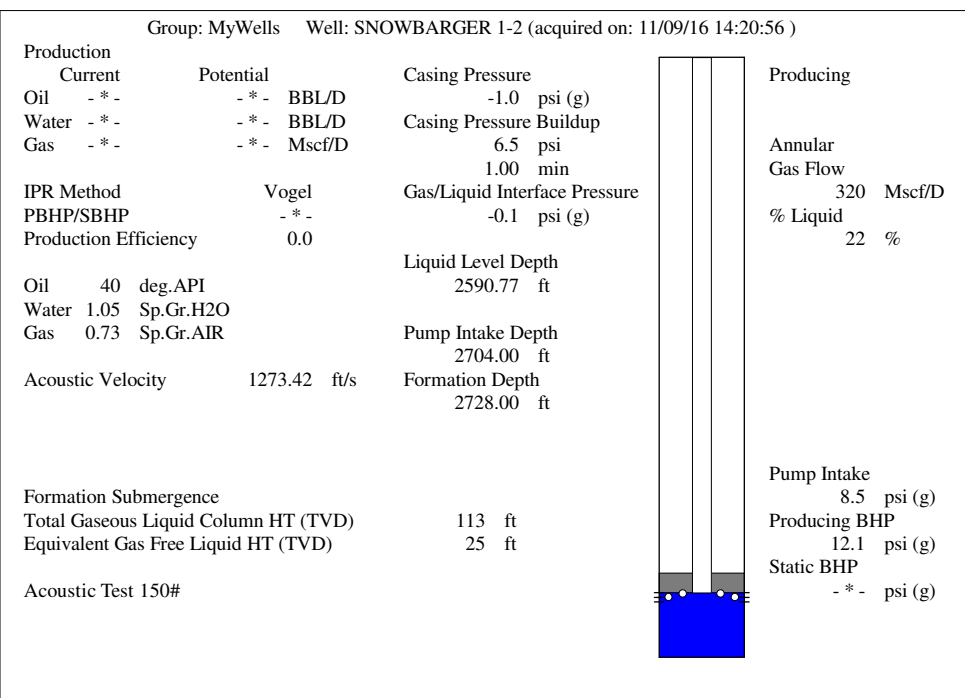 Group: MyWells Well: SNOWBARGER 1-2 (acquired on: 11/09/16 14:20:56 )
Production
Current Potential
Oil - * - - * - BBL/D
Water - * - - * - BBL/D
Gas - * - - * - Mscf/D
IPR Method Vogel
PBHP/SBHP - * -
Production Efficiency 0.0
Oil 40 deg.API
Water 1.05 Sp.Gr.H2O
Gas 0.73 Sp.Gr.AIR
Acoustic Velocity 1273.42 ft/s
Formation Submergence
Total Gaseous Liquid Column HT (TVD) 113 ft
Equivalent Gas Free Liquid HT (TVD) 25 ft
Acoustic Test 150#
Casing Pressure
-1.0 psi (g)
Casing Pressure Buildup
6.5 psi
1.00 min
Gas/Liquid Interface Pressure
-0.1 psi (g)
Liquid Level Depth
2590.77 ft
Pump Intake Depth
2704.00 ft
Formation Depth
2728.00 ft
Producing
Annular
Gas Flow
320 Mscf/D
% Liquid
22 %
Pump Intake
8.5 psi (g)
Producing BHP
12.1 psi (g)
Static BHP
- * - psi (g)